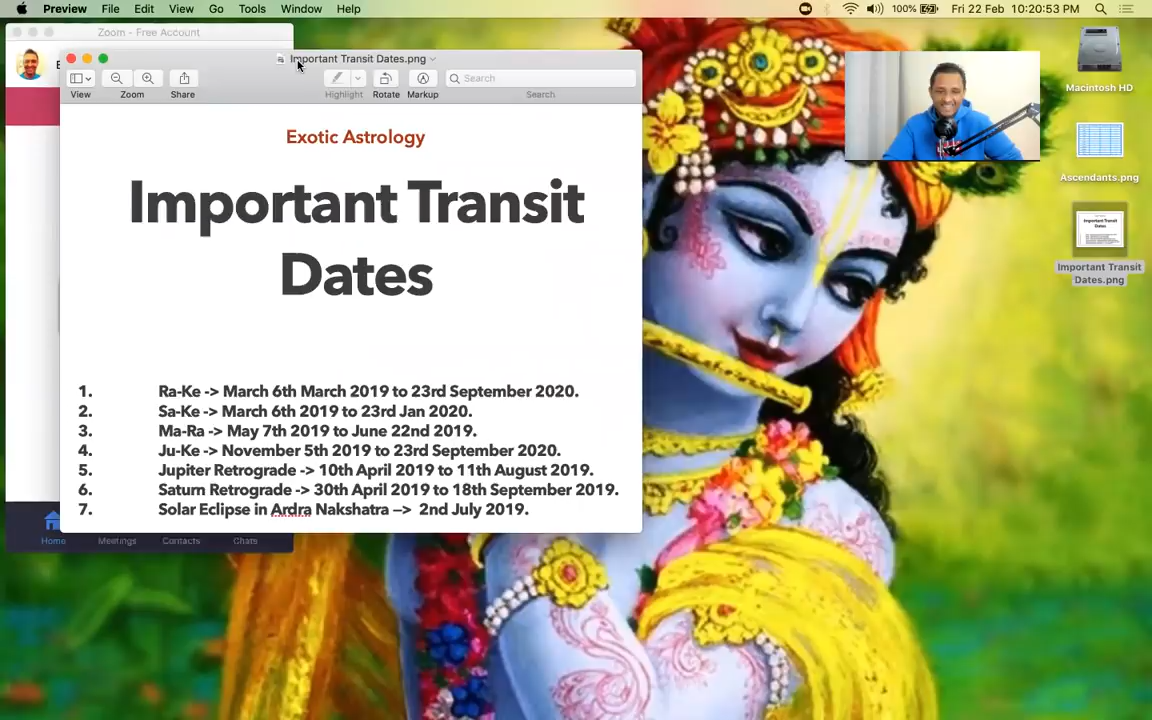 Preview File Edit View Go Tools Window Help 100% Fri 22 Feb 10:20:53 PM
Zoom - Free Account
Important Transit Dates.png
View Zoom Share Highlight Rotate Markup Search
Search
Exotic Astrology
Important Transit
Dates
1. Ra-Ke -> March 6th March 2019 to 23rd September 2020.
2. Sa-Ke -> March 6th 2019 to 23rd Jan 2020.
3. Ma-Ra -> May 7th 2019 to June 22nd 2019.
4. Ju-Ke -> November 5th 2019 to 23rd September 2020.
5. Jupiter Retrograde -> 10th April 2019 to 11th August 2019.
6. Saturn Retrograde -> 30th April 2019 to 18th September 2019.
7. Solar Eclipse in Ardra Nakshatra —> 2nd July 2019.
Home Meetings Contacts Chats
Macintosh HD
Ascendants.png
Important Transit
Dates.png